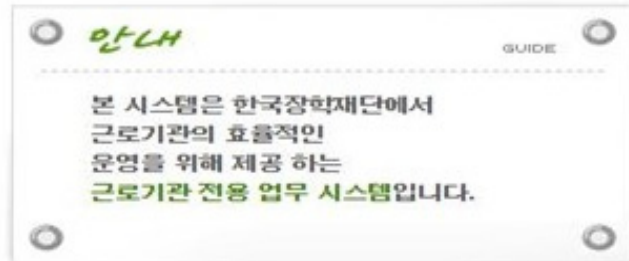 안내
GUIDE
본 시스템은 한국장학재단에서
근로기관의 효율적인
운영을 위해 제공 하는
근로기관 전용 업무 시스템입니다.